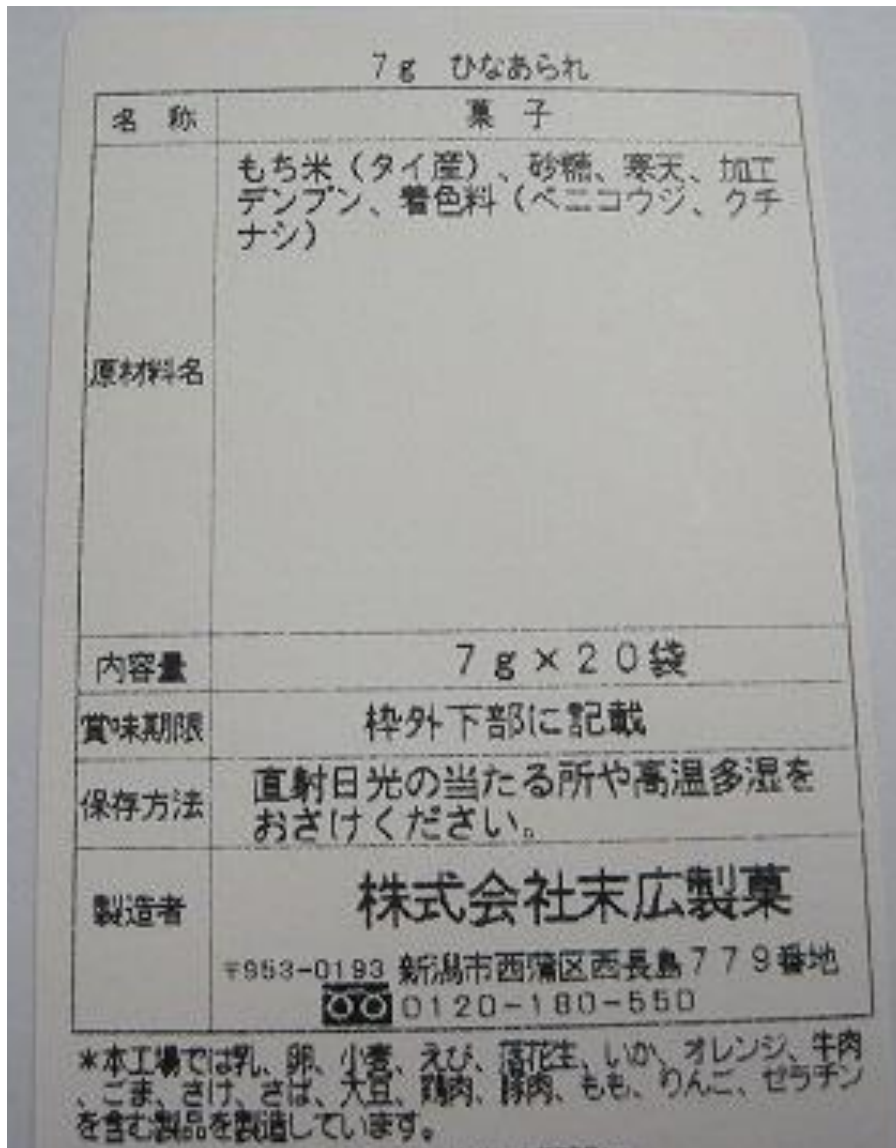 7g ひなあられ
名 称 菓 子
もち米(タイ産)、砂糖、寒天、加工
デンプン、着色料(ベニコウジ、クチ
ナシ)
原材料名
内容量 7g×20袋
賞味期限 枠外下部に記載
保存方法 直射日光の当たる所や高温多湿を
おさけください。
製造者 株式会社末広製菓
〒953-0193 新潟市西蒲区西長島779番地
0120-180-550
*本工場では乳、卵、小麦、えび、落花生、いか、オレンジ、牛肉
、ごま、さけ、さば、大豆、鶏肉、豚肉、もも、りんご、ゼラチン
を含む製品を製造しています。